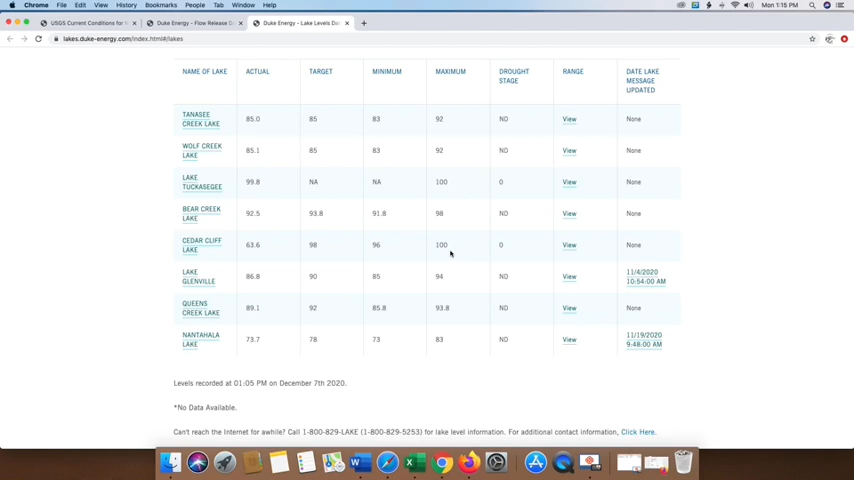 Chrome File Edit View History Bookmarks People Tab Window Help Mon 1:15 PM
USGS Current Conditions for N Duke Energy - Flow Release Da Duke Energy - Lake Levels Da
lakes.duke-energy.com/index.html#/lakes
NAME OF LAKE ACTUAL TARGET MINIMUM MAXIMUM DROUGHT STAGE RANGE DATE LAKE MESSAGE UPDATED
TANASEE CREEK LAKE 85.0 85 83 92 ND View None
WOLF CREEK LAKE 85.1 85 83 92 ND View None
LAKE TUCKASEGEE 99.8 NA NA 100 0 View None
BEAR CREEK LAKE 92.5 93.8 91.8 98 ND View None
CEDAR CLIFF LAKE 63.6 98 96 100 0 View None
LAKE GLENVILLE 86.8 90 85 94 ND View 11/4/2020 10:54:00 AM
QUEENS CREEK LAKE 89.1 92 85.8 93.8 ND View None
NANTAHALA LAKE 73.7 78 73 83 ND View 11/19/2020 9:48:00 AM
Levels recorded at 01:05 PM on December 7th 2020.
*No Data Available.
Can't reach the Internet for awhile? Call 1-800-829-LAKE (1-800-829-5253) for lake level information. For additional contact information, Click Here.